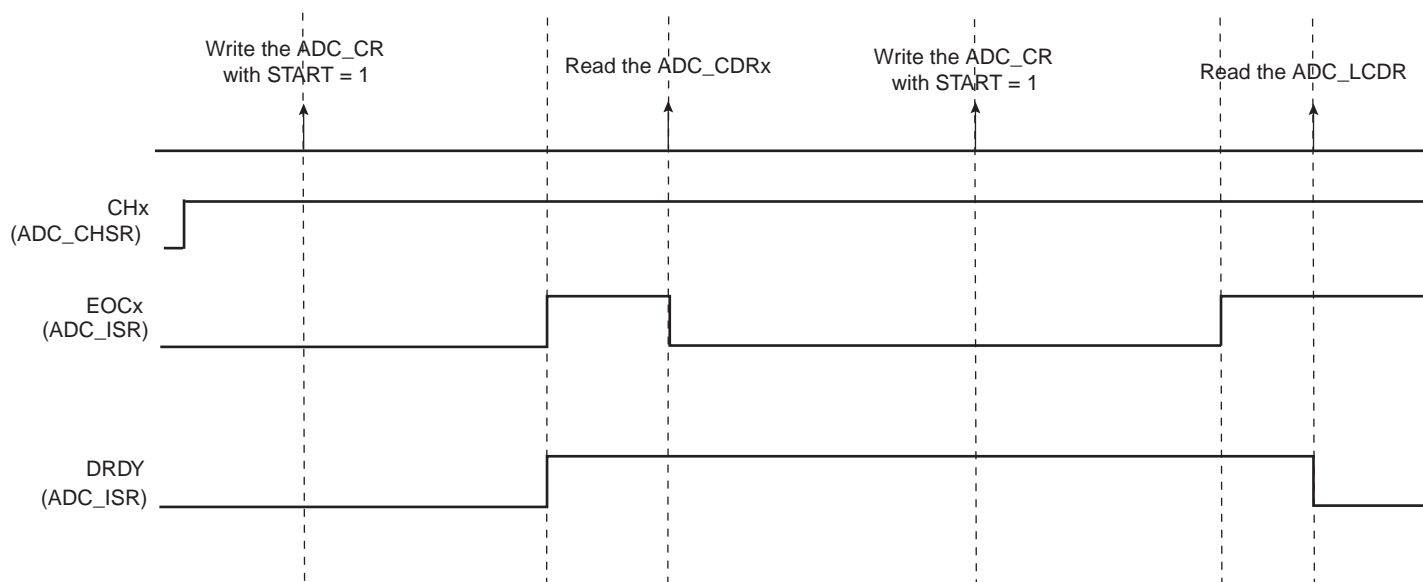 Write the ADC_CR
with START = 1
Read the ADC_CDRx
Write the ADC_CR
with START = 1
Read the ADC_LCDR
CHx
(ADC_CHSR)
EOCx
(ADC_ISR)
DRDY
(ADC_ISR)